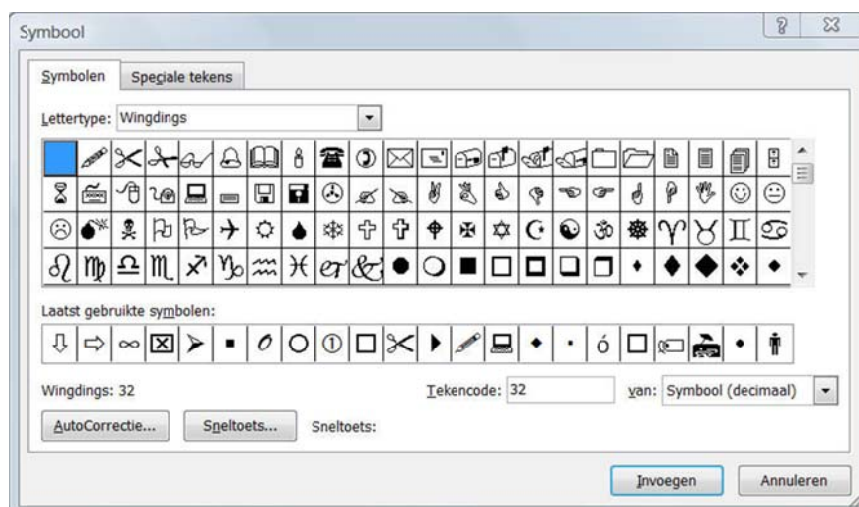 Symbool
Symbolen Speciale tekens
Lettertype: Wingdings
Laatst gebruikte symbolen:
ó
Wingdings: 32 Tekencode: 32 van: Symbool (decimaal)
AutoCorrectie... Sneltoets... Sneltoets:
Invoegen Annuleren